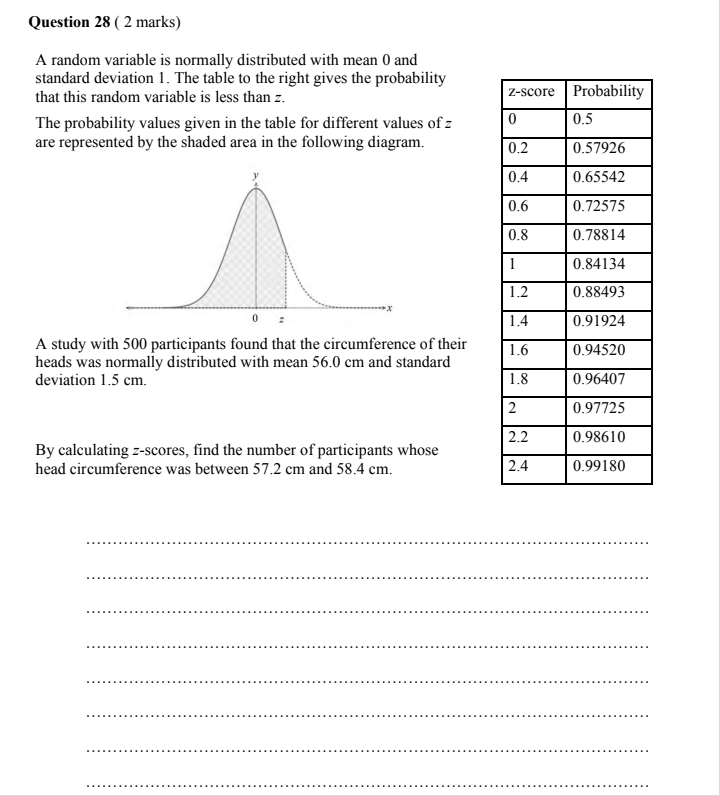 Question 28 ( 2 marks)
A random variable is normally distributed with mean 0 and
standard deviation 1. The table to the right gives the probability
that this random variable is less than z.
The probability values given in the table for different values of z
are represented by the shaded area in the following diagram.
y
x
0 z
A study with 500 participants found that the circumference of their
heads was normally distributed with mean 56.0 cm and standard
deviation 1.5 cm.
By calculating z-scores, find the number of participants whose
head circumference was between 57.2 cm and 58.4 cm.
z-score Probability
0 0.5
0.2 0.57926
0.4 0.65542
0.6 0.72575
0.8 0.78814
1 0.84134
1.2 0.88493
1.4 0.91924
1.6 0.94520
1.8 0.96407
2 0.97725
2.2 0.98610
2.4 0.99180